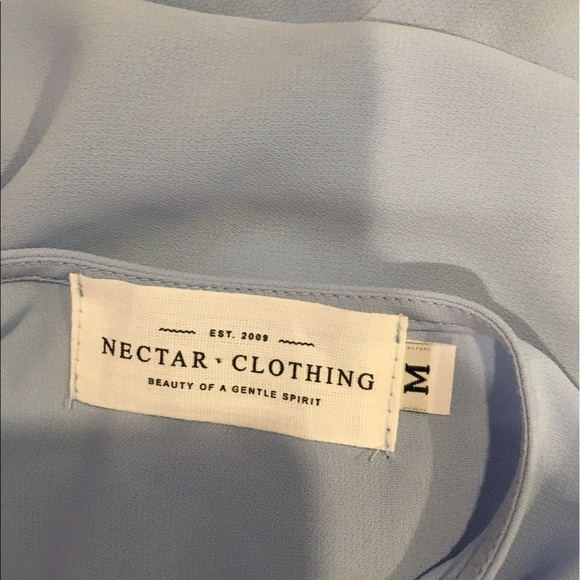 EST. 2009
NECTAR · CLOTHING
BEAUTY OF A GENTLE SPIRIT
M